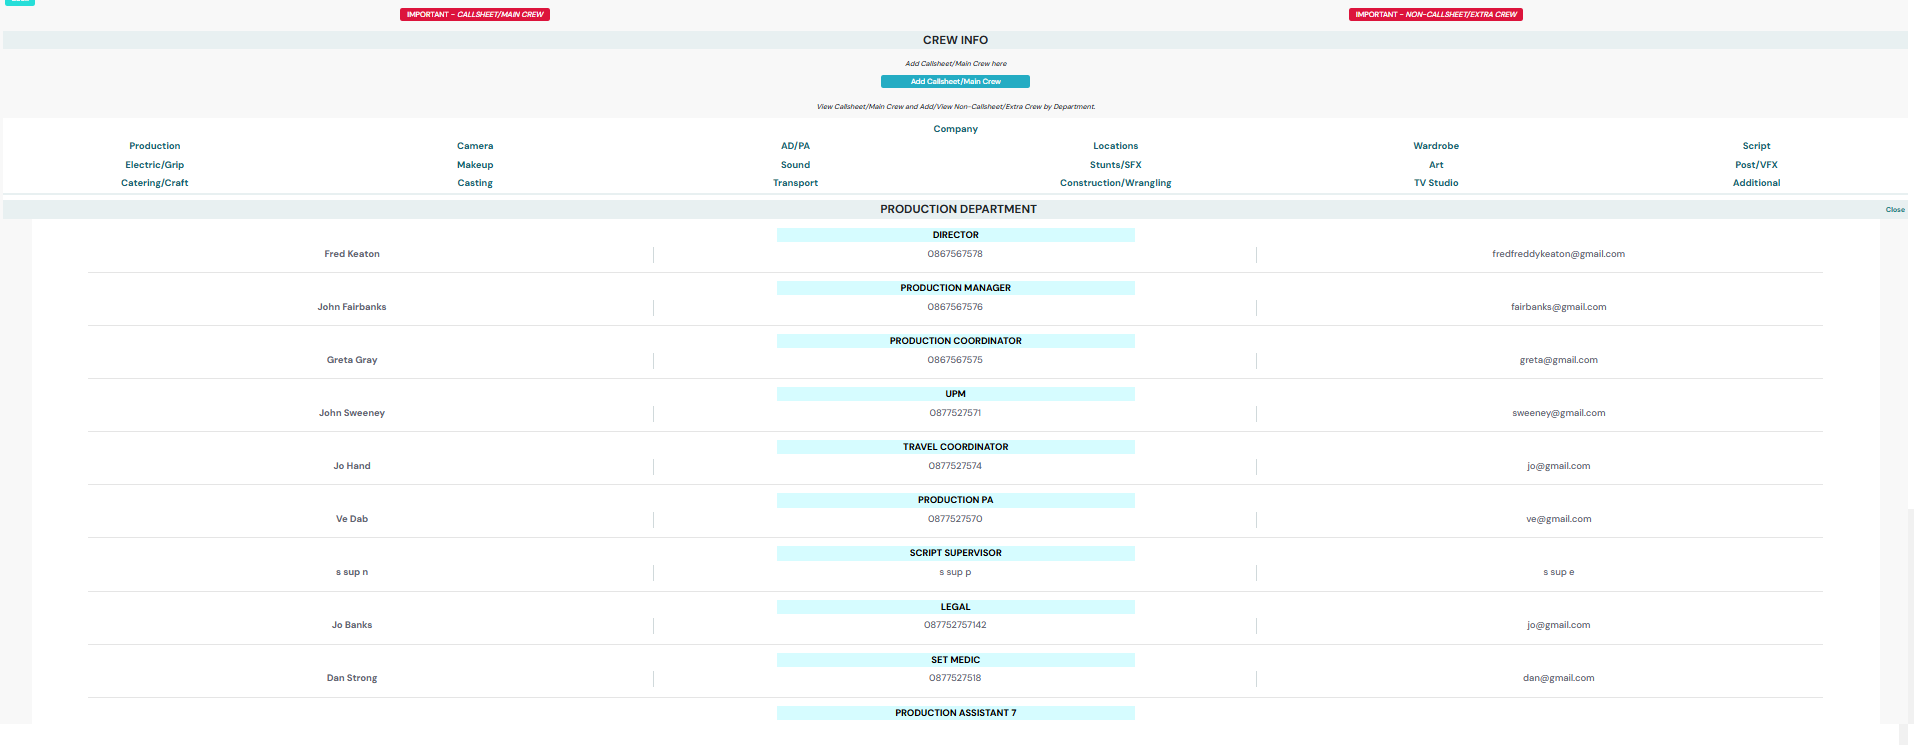 IMPORTANT - CALLSHEET/MAIN CREW IMPORTANT - NON-CALLSHEET/EXTRA CREW
CREW INFO
Add Callsheet/Main Crew here
Add Callsheet/Main Crew
View Callsheet/Main Crew and Add/View Non-Callsheet/Extra Crew by Department.
Company
Production Camera AD/PA Locations Wardrobe Script
Electric/Grip Makeup Sound Stunts/SFX Art Post/VFX
Catering/Craft Casting Transport Construction/Wrangling TV Studio Additional
PRODUCTION DEPARTMENT Close
DIRECTOR
Fred Keaton 0867567578 fredfreddykeaton@gmail.com
PRODUCTION MANAGER
John Fairbanks 0867567576 fairbanks@gmail.com
PRODUCTION COORDINATOR
Greta Gray 0867567575 greta@gmail.com
UPM
John Sweeney 0877527571 sweeney@gmail.com
TRAVEL COORDINATOR
Jo Hand 0877527574 jo@gmail.com
PRODUCTION PA
Ve Dab 0877527570 ve@gmail.com
SCRIPT SUPERVISOR
s sup n s sup p s sup e
LEGAL
Jo Banks 087752757142 jo@gmail.com
SET MEDIC
Dan Strong 0877527518 dan@gmail.com
PRODUCTION ASSISTANT 7